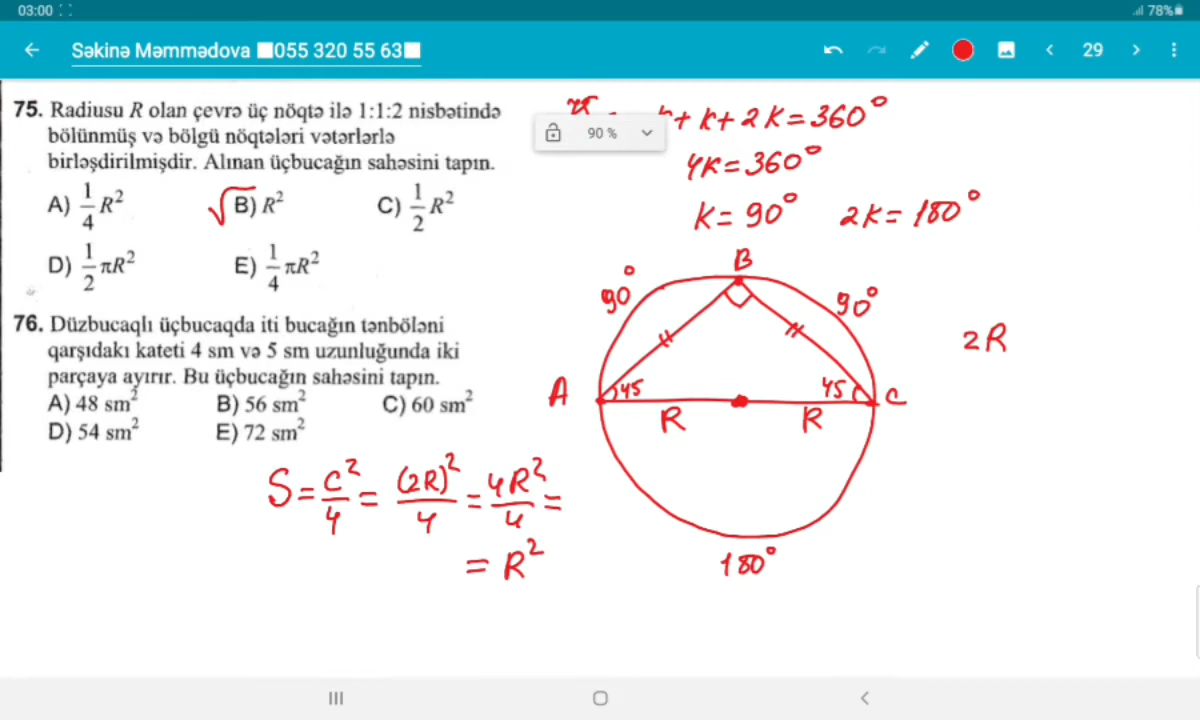 03:00
78%
Səkinə Məmmədova 055 320 55 63
29
90 %
75. Radiusu R olan çevrə üç nöqtə ilə 1:1:2 nisbətində
bölünmüş və bölgü nöqtələri vətərlərlə
birləşdirilmişdir. Alınan üçbucağın sahəsini tapın.
A) 1/4 R² B) R² C) 1/2 R²
D) 1/2 πR² E) 1/4 πR²
76. Düzbucaqlı üçbucaqda iti bucağın tənböləni
qarşıdakı kateti 4 sm və 5 sm uzunluğunda iki
parçaya ayırır. Bu üçbucağın sahəsini tapın.
A) 48 sm² B) 56 sm² C) 60 sm²
D) 54 sm² E) 72 sm²
+ K + 2K = 360°
4K = 360°
K = 90° 2K = 180°
B
90° 90°
2R
A 45 45 C
R R
180°
S = c²/4 = (2R)²/4 = 4R²/4 =
= R²